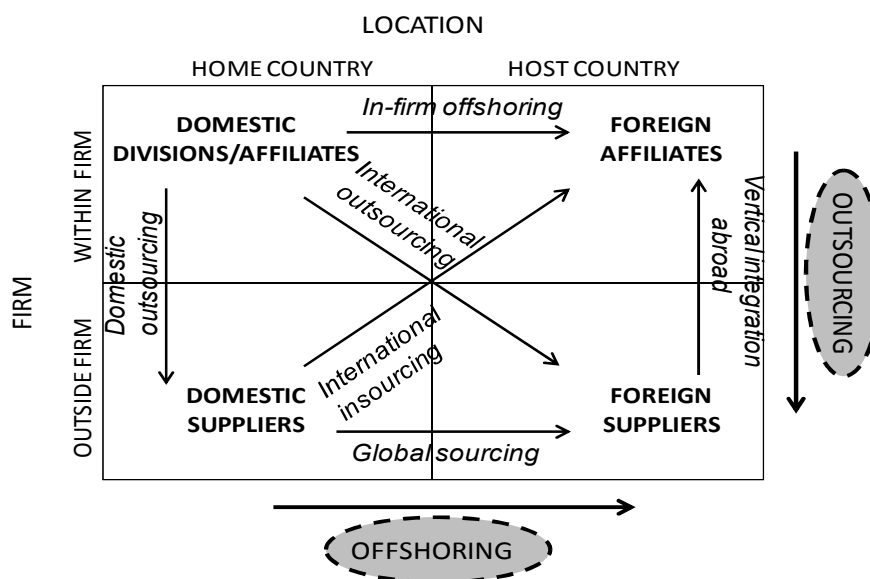 LOCATION
HOME COUNTRY
HOST COUNTRY
FIRM
WITHIN FIRM
OUTSIDE FIRM
DOMESTIC
DIVISIONS/AFFILIATES
In-firm offshoring
FOREIGN
AFFILIATES
International
outsourcing
Domestic
outsourcing
Vertical integration
abroad
OUTSOURCING
International
insourcing
DOMESTIC
SUPPLIERS
Global sourcing
FOREIGN
SUPPLIERS
OFFSHORING